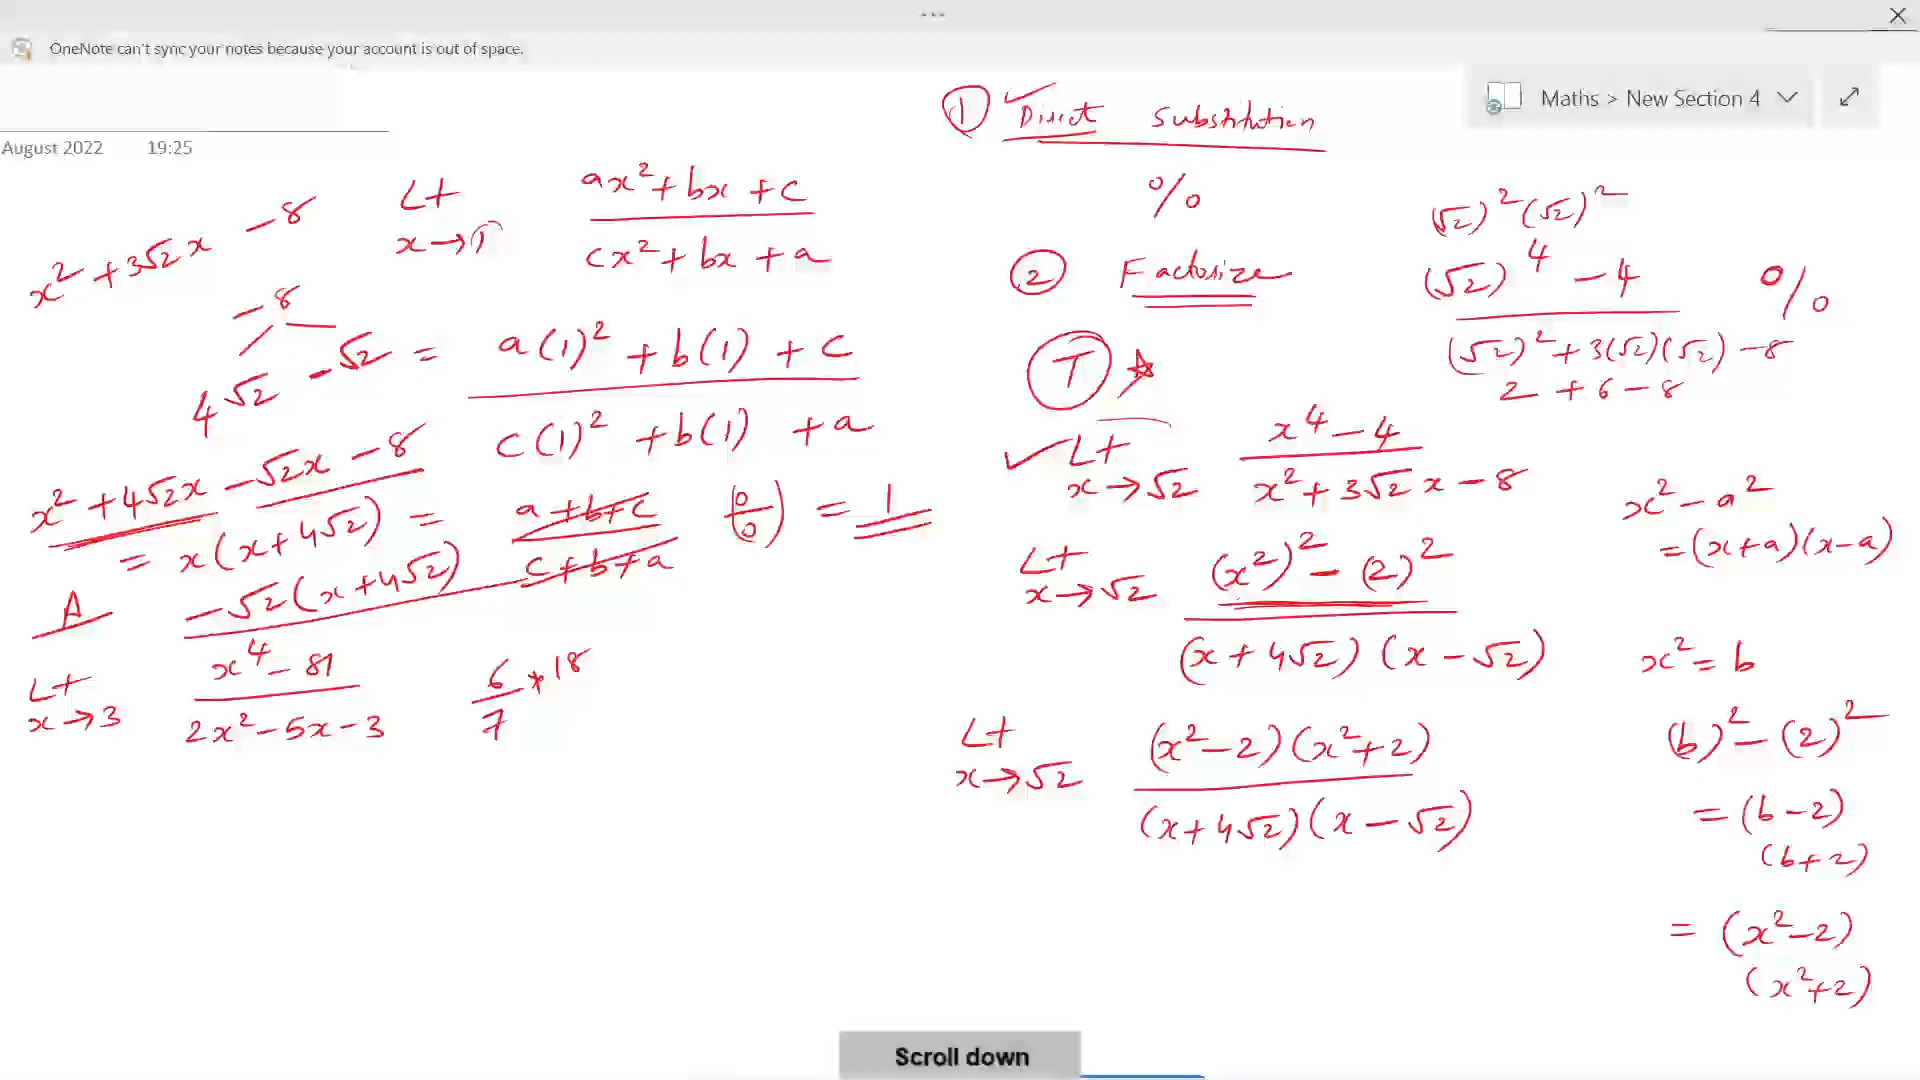 OneNote can't sync your notes because your account is out of space.
Maths > New Section 4
August 2022 19:25
x² + 3√2x - 8
-8
4√2 -√2
x² + 4√2x - √2x - 8
= x(x + 4√2)
-√2(x + 4√2)
Lt x→1 (ax² + bx + c)/(cx² + bx + a)
= (a(1)² + b(1) + c)/(c(1)² + b(1) + a)
= (a + b + c)/(c + b + a) (0/0) = 1
A
Lt x→3 (x⁴ - 81)/(2x² - 5x - 3)
6/7 * 18
① Direct Substitution
0/0
② Factorize
T
Lt x→√2 (x⁴ - 4)/(x² + 3√2 x - 8)
Lt x→√2 ((x²)² - (2)²)/((x + 4√2)(x - √2))
Lt x→√2 ((x² - 2)(x² + 2))/((x + 4√2)(x - √2))
√2)² (√2)²
((√2)⁴ - 4)/((√2)² + 3(√2)(√2) - 8) 0/0
2 + 6 - 8
x² - a²
= (x + a)(x - a)
x² = b
(b)² - (2)²
= (b - 2)
(b + 2)
= (x² - 2)
(x² + 2)
Scroll down